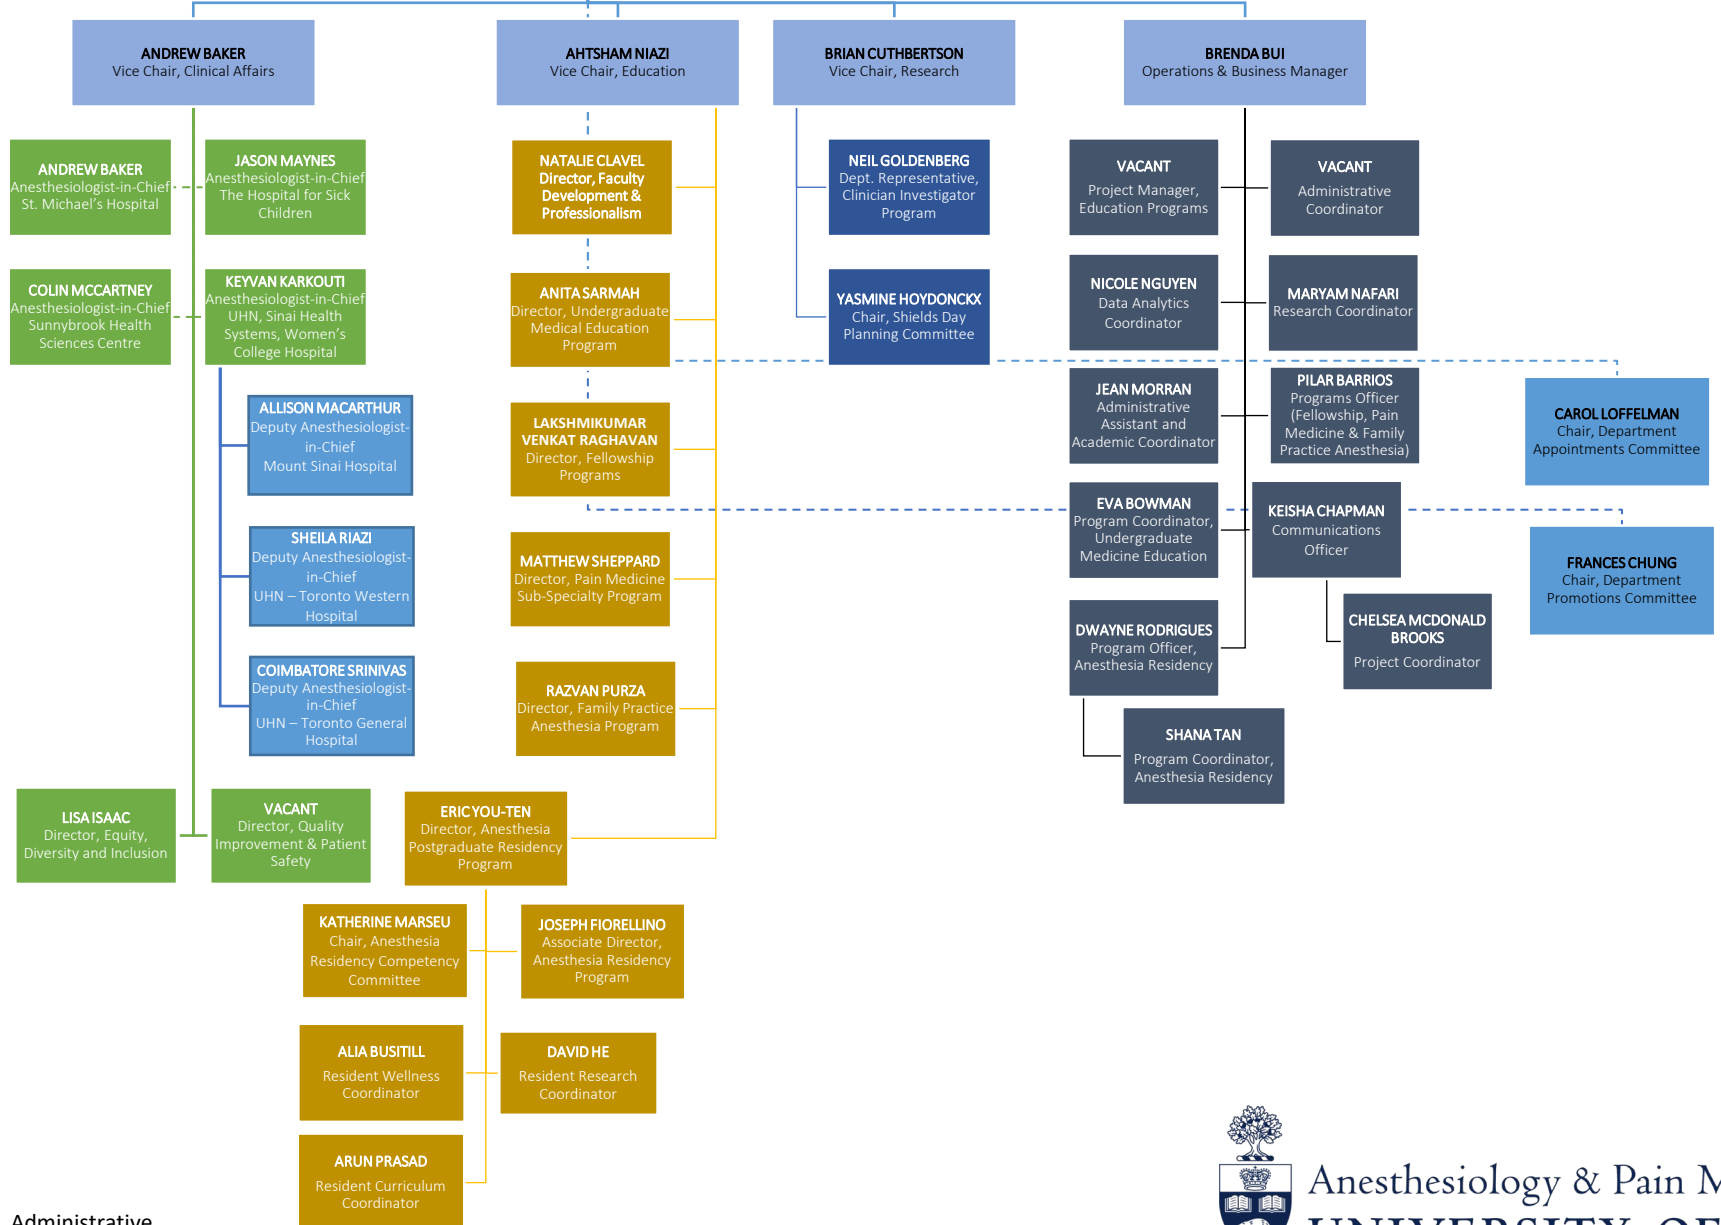 ANDREW BAKER
Vice Chair, Clinical Affairs
AHTSHAM NIAZI
Vice Chair, Education
BRIAN CUTHBERTSON
Vice Chair, Research
BRENDA BUI
Operations & Business Manager
ANDREW BAKER
Anesthesiologist-in-Chief
St. Michael's Hospital
JASON MAYNES
Anesthesiologist-in-Chief
The Hospital for Sick
Children
COLIN MCCARTNEY
Anesthesiologist-in-Chief
Sunnybrook Health
Sciences Centre
KEYVAN KARKOUTI
Anesthesiologist-in-Chief
UHN, Sinai Health
Systems, Women's
College Hospital
ALLISON MACARTHUR
Deputy Anesthesiologist-
in-Chief
Mount Sinai Hospital
SHEILA RIAZI
Deputy Anesthesiologist-
in-Chief
UHN – Toronto Western
Hospital
COIMBATORE SRINIVAS
Deputy Anesthesiologist-
in-Chief
UHN – Toronto General
Hospital
LISA ISAAC
Director, Equity,
Diversity and Inclusion
VACANT
Director, Quality
Improvement & Patient
Safety
NATALIE CLAVEL
Director, Faculty
Development &
Professionalism
ANITA SARMAH
Director, Undergraduate
Medical Education
Program
LAKSHMIKUMAR
VENKAT RAGHAVAN
Director, Fellowship
Programs
MATTHEW SHEPPARD
Director, Pain Medicine
Sub-Specialty Program
RAZVAN PURZA
Director, Family Practice
Anesthesia Program
ERIC YOU-TEN
Director, Anesthesia
Postgraduate Residency
Program
KATHERINE MARSEU
Chair, Anesthesia
Residency Competency
Committee
JOSEPH FIORELLINO
Associate Director,
Anesthesia Residency
Program
ALIA BUSITILL
Resident Wellness
Coordinator
DAVID HE
Resident Research
Coordinator
ARUN PRASAD
Resident Curriculum
Coordinator
NEIL GOLDENBERG
Dept. Representative,
Clinician Investigator
Program
YASMINE HOYDONCKX
Chair, Shields Day
Planning Committee
VACANT
Project Manager,
Education Programs
VACANT
Administrative
Coordinator
NICOLE NGUYEN
Data Analytics
Coordinator
MARYAM NAFARI
Research Coordinator
JEAN MORRAN
Administrative
Assistant and
Academic Coordinator
PILAR BARRIOS
Programs Officer
(Fellowship, Pain
Medicine & Family
Practice Anesthesia)
EVA BOWMAN
Program Coordinator,
Undergraduate
Medicine Education
KEISHA CHAPMAN
Communications
Officer
DWAYNE RODRIGUES
Program Officer,
Anesthesia Residency
CHELSEA MCDONALD
BROOKS
Project Coordinator
SHANA TAN
Program Coordinator,
Anesthesia Residency
CAROL LOFFELMAN
Chair, Department
Appointments Committee
FRANCES CHUNG
Chair, Department
Promotions Committee
Administrative
Anesthesiology & Pain M
UNIVERSITY OF